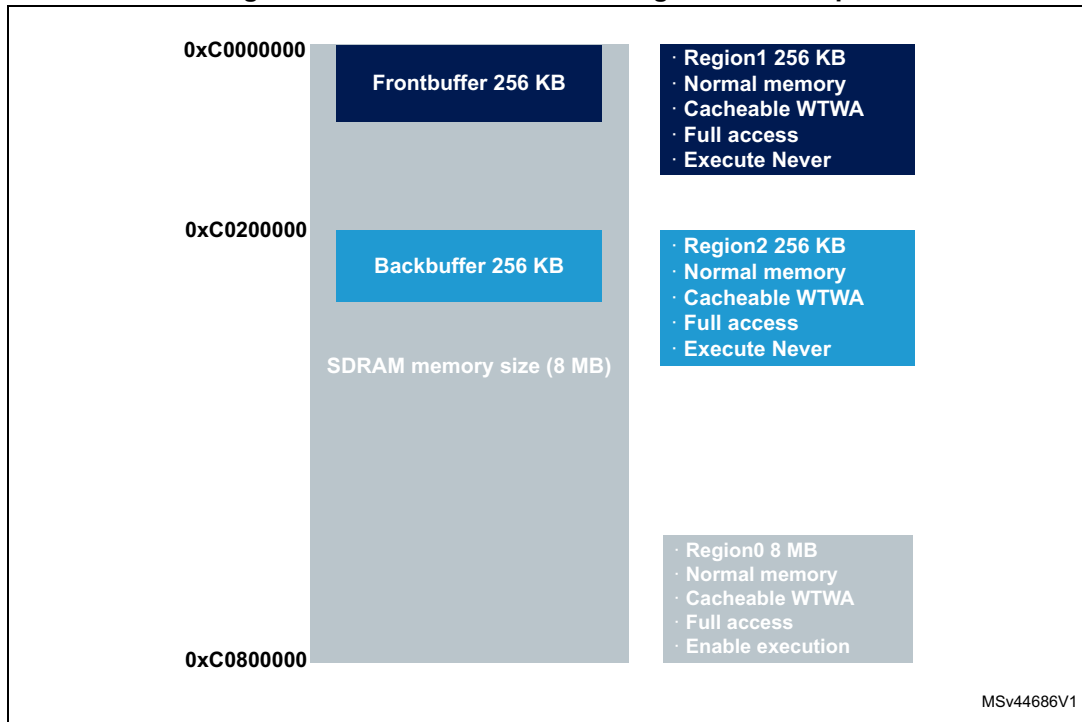 0xC0000000
Frontbuffer 256 KB
· Region1 256 KB
· Normal memory
· Cacheable WTWA
· Full access
· Execute Never
0xC0200000
Backbuffer 256 KB
· Region2 256 KB
· Normal memory
· Cacheable WTWA
· Full access
· Execute Never
SDRAM memory size (8 MB)
· Region0 8 MB
· Normal memory
· Cacheable WTWA
· Full access
· Enable execution
0xC0800000
MSv44686V1